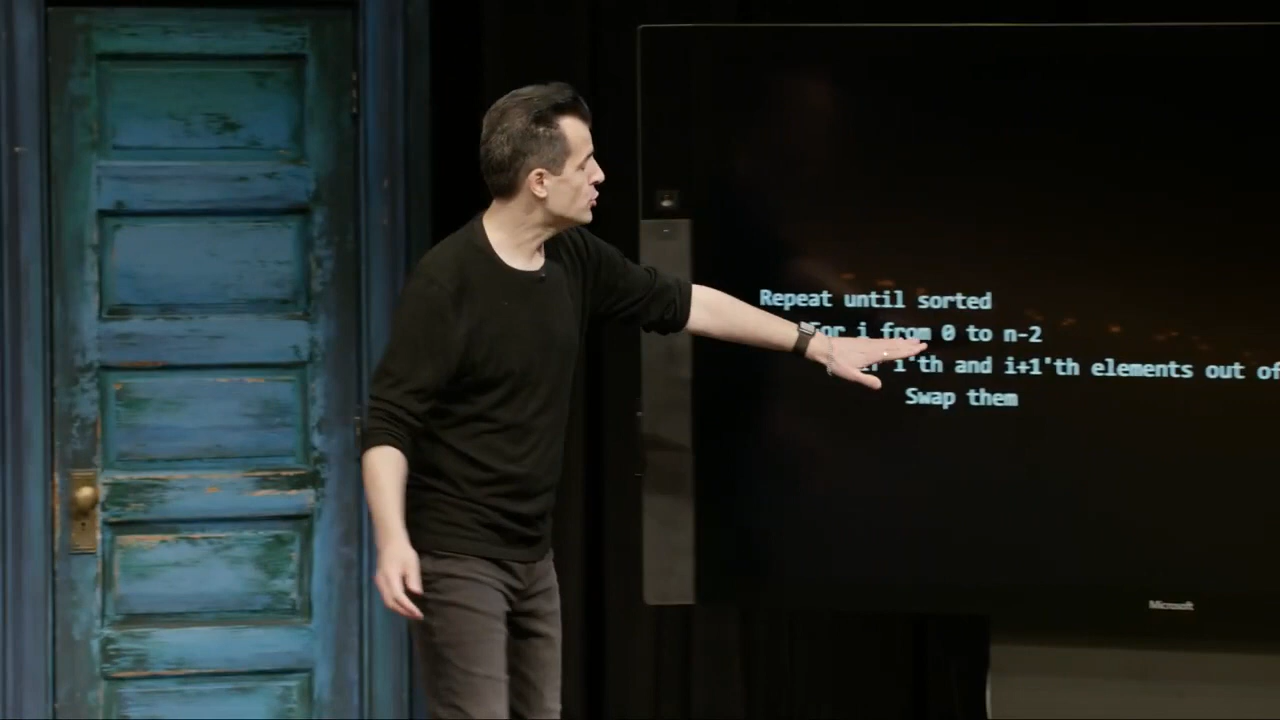 Repeat until sorted
For i from 0 to n-2
i'th and i+1'th elements out of
Swap them
Microsoft